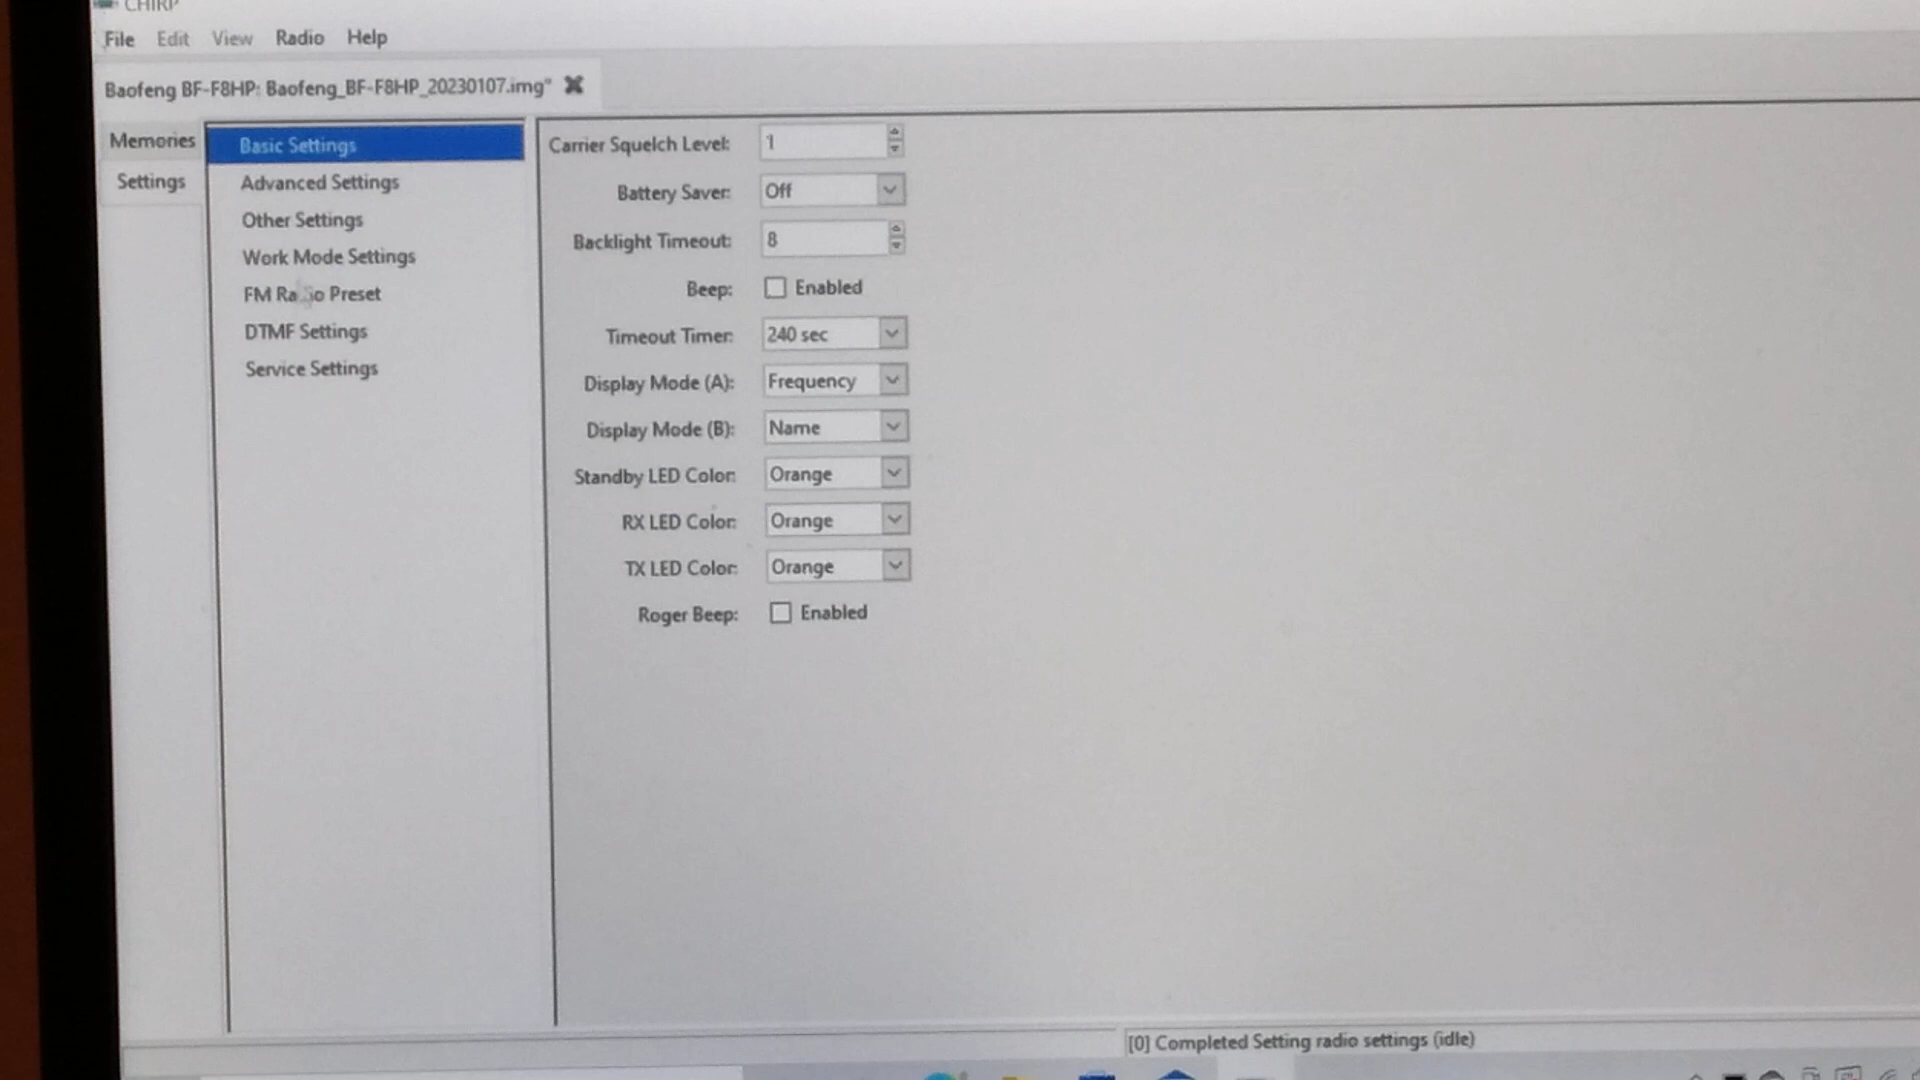 CHIRP
File Edit View Radio Help
Baofeng BF-F8HP: Baofeng_BF-F8HP_20230107.img*
Memories
Settings
Basic Settings
Advanced Settings
Other Settings
Work Mode Settings
FM Radio Preset
DTMF Settings
Service Settings
Carrier Squelch Level: 1
Battery Saver: Off
Backlight Timeout: 8
Beep: Enabled
Timeout Timer: 240 sec
Display Mode (A): Frequency
Display Mode (B): Name
Standby LED Color: Orange
RX LED Color: Orange
TX LED Color: Orange
Roger Beep: Enabled
[0] Completed Setting radio settings (idle)